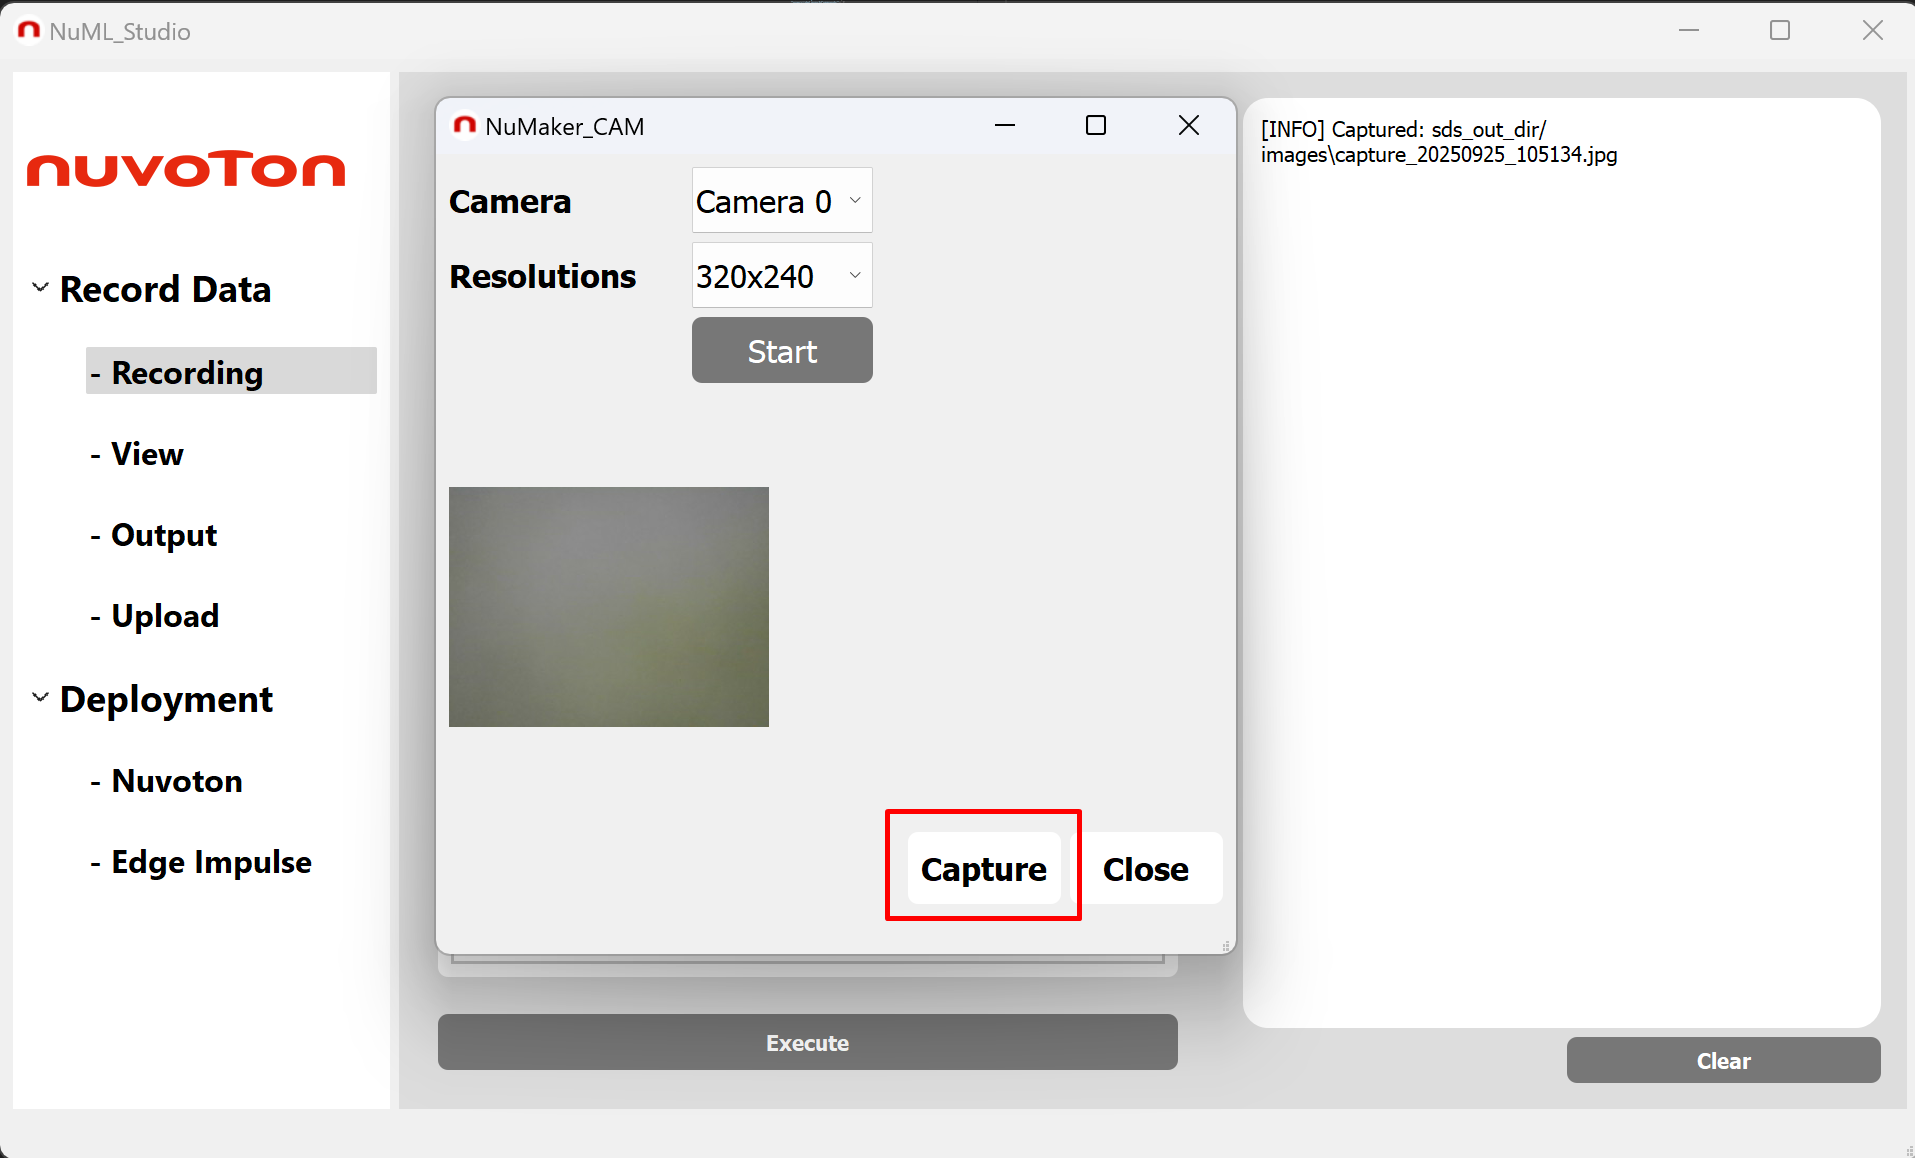 NuML_Studio
nuvoTon
Record Data
- Recording
- View
- Output
- Upload
Deployment
- Nuvoton
- Edge Impulse
NuMaker_CAM
Camera
Camera 0
Resolutions
320x240
Start
Capture
Close
Execute
[INFO] Captured: sds_out_dir/
images\capture_20250925_105134.jpg
Clear